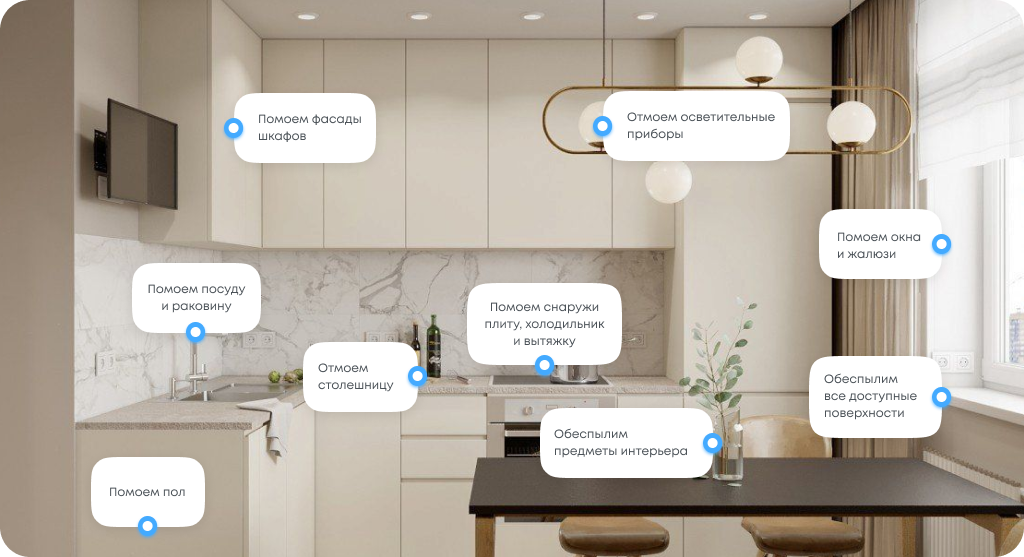 Помоем фасады
шкафов
Отмоем осветительные
приборы
Помоем окна
и жалюзи
Помоем посуду
и раковину
Помоем снаружи
плиту, холодильник
и вытяжку
Отмоем
столешницу
Обеспылим
все доступные
поверхности
Обеспылим
предметы интерьера
Помоем пол